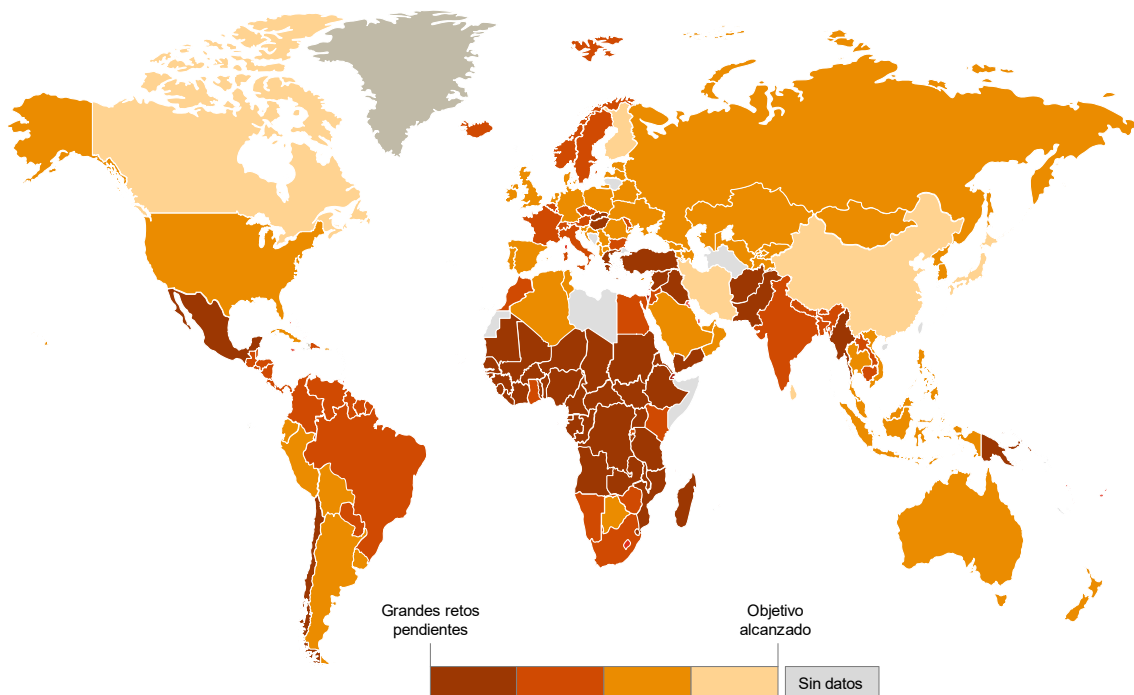 Grandes retos
pendientes
Objetivo
alcanzado
Sin datos